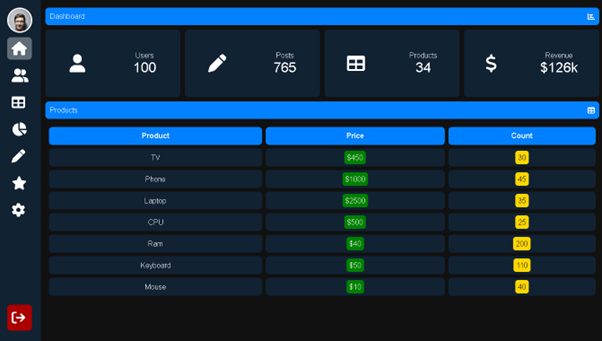 Dashboard
Users
100
Posts
765
Products
34
Revenue
$126k
Products
Product Price Count
TV $450 30
Phone $1000 45
Laptop $2500 35
CPU $500 25
Ram $40 200
Keyboard $50 110
Mouse $10 40